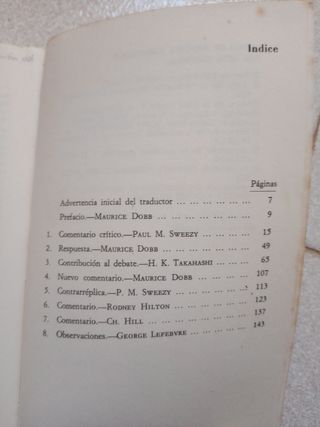 Indice
Páginas
Advertencia inicial del traductor ... ... ... ... ... ... 7
Prefacio.—MAURICE DOBB ... ... ... ... ... ... ... 9
1. Comentario crítico.—PAUL M. SWEEZY ... ... ... ... 15
2. Respuesta.—MAURICE DOBB ... ... ... ... ... ... 49
3. Contribución al debate.—H. K. TAKAHASHI ... ... ... 65
4. Nuevo comentario.—MAURICE DOBB ... ... ... ... 107
5. Contrarréplica.—P. M. SWEEZY ... ... ... ... ... 113
6. Comentario.—RODNEY HILTON ... ... ... ... ... 123
7. Comentario.—CH. HILL ... ... ... ... ... ... ... 137
8. Observaciones.—GEORGE LEFEBVRE ... ... ... ... 143